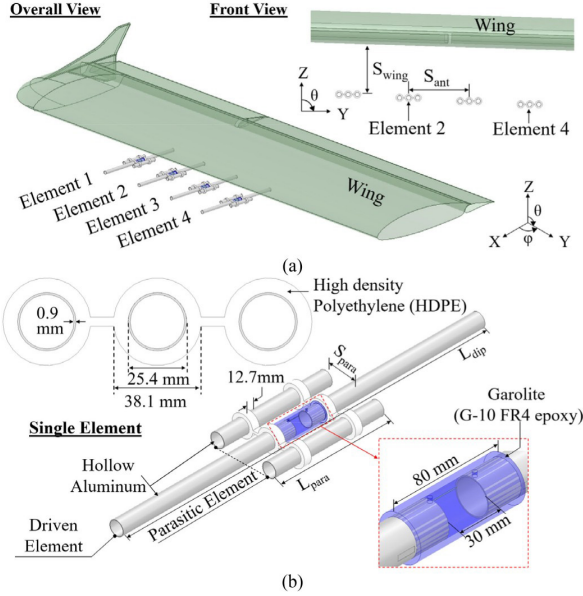 Overall View
Front View
Wing
S_wing
S_ant
Z
θ
Y
Element 2
Element 4
Element 1
Element 2
Element 3
Element 4
Wing
Z
θ
X
φ
Y
(a)
High density
Polyethylene (HDPE)
0.9
mm
25.4 mm
38.1 mm
12.7mm
S_para
L_dip
Single Element
Garolite
(G-10 FR4 epoxy)
Hollow
Aluminum
Parasitic Element
L_para
80 mm
30 mm
Driven
Element
(b)